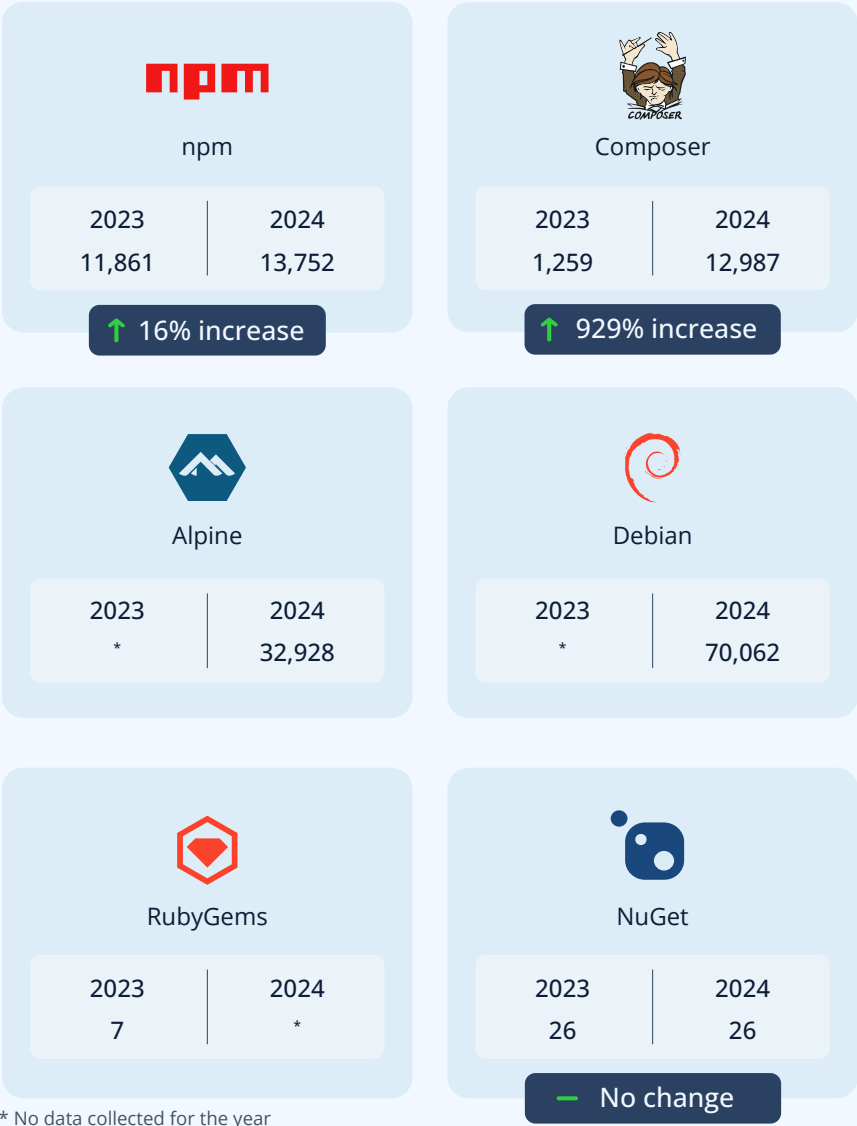 npm
npm
2023 2024
11,861 13,752
16% increase
COMPOSER
Composer
2023 2024
1,259 12,987
929% increase
Alpine
2023 2024
* 32,928
Debian
2023 2024
* 70,062
RubyGems
2023 2024
7 *
NuGet
2023 2024
26 26
No change
* No data collected for the year